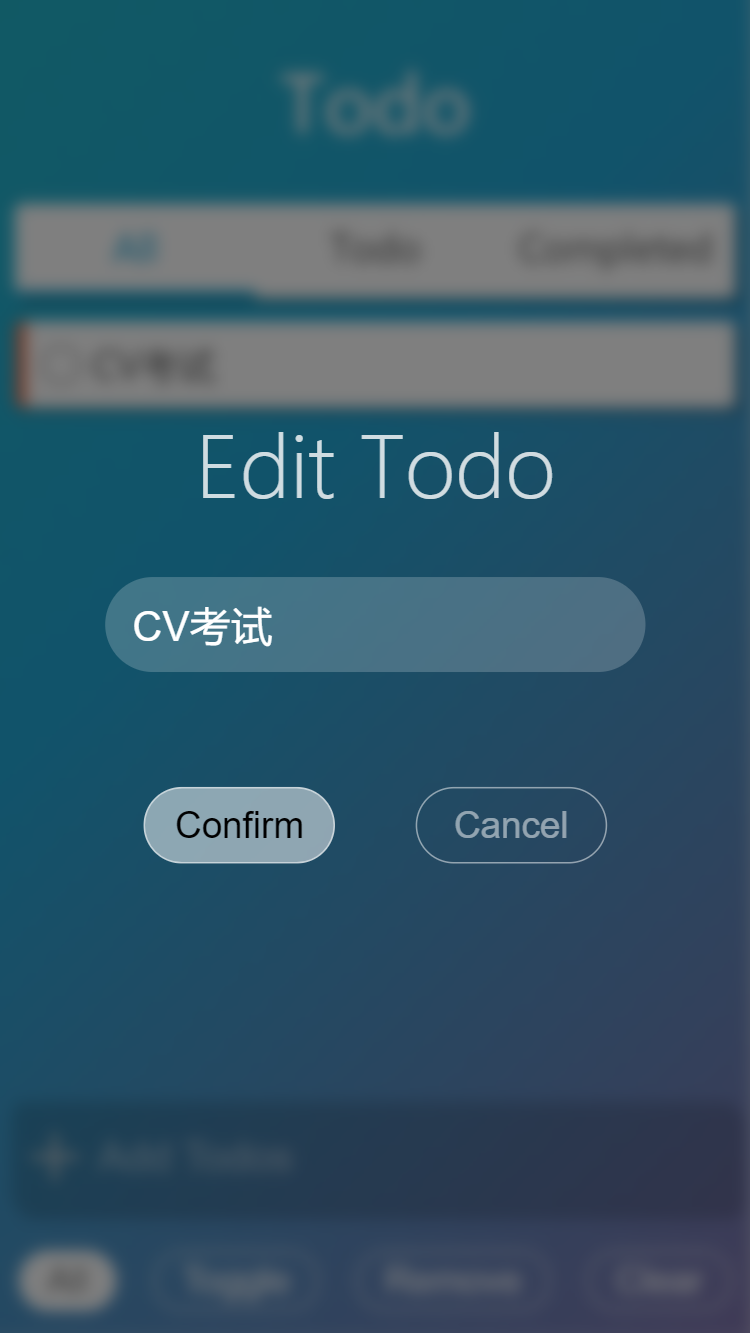 Todo
All Todo Completed
CV考试
Edit Todo
CV考试
Confirm Cancel
Add Todos
All Toggle Remove Clear